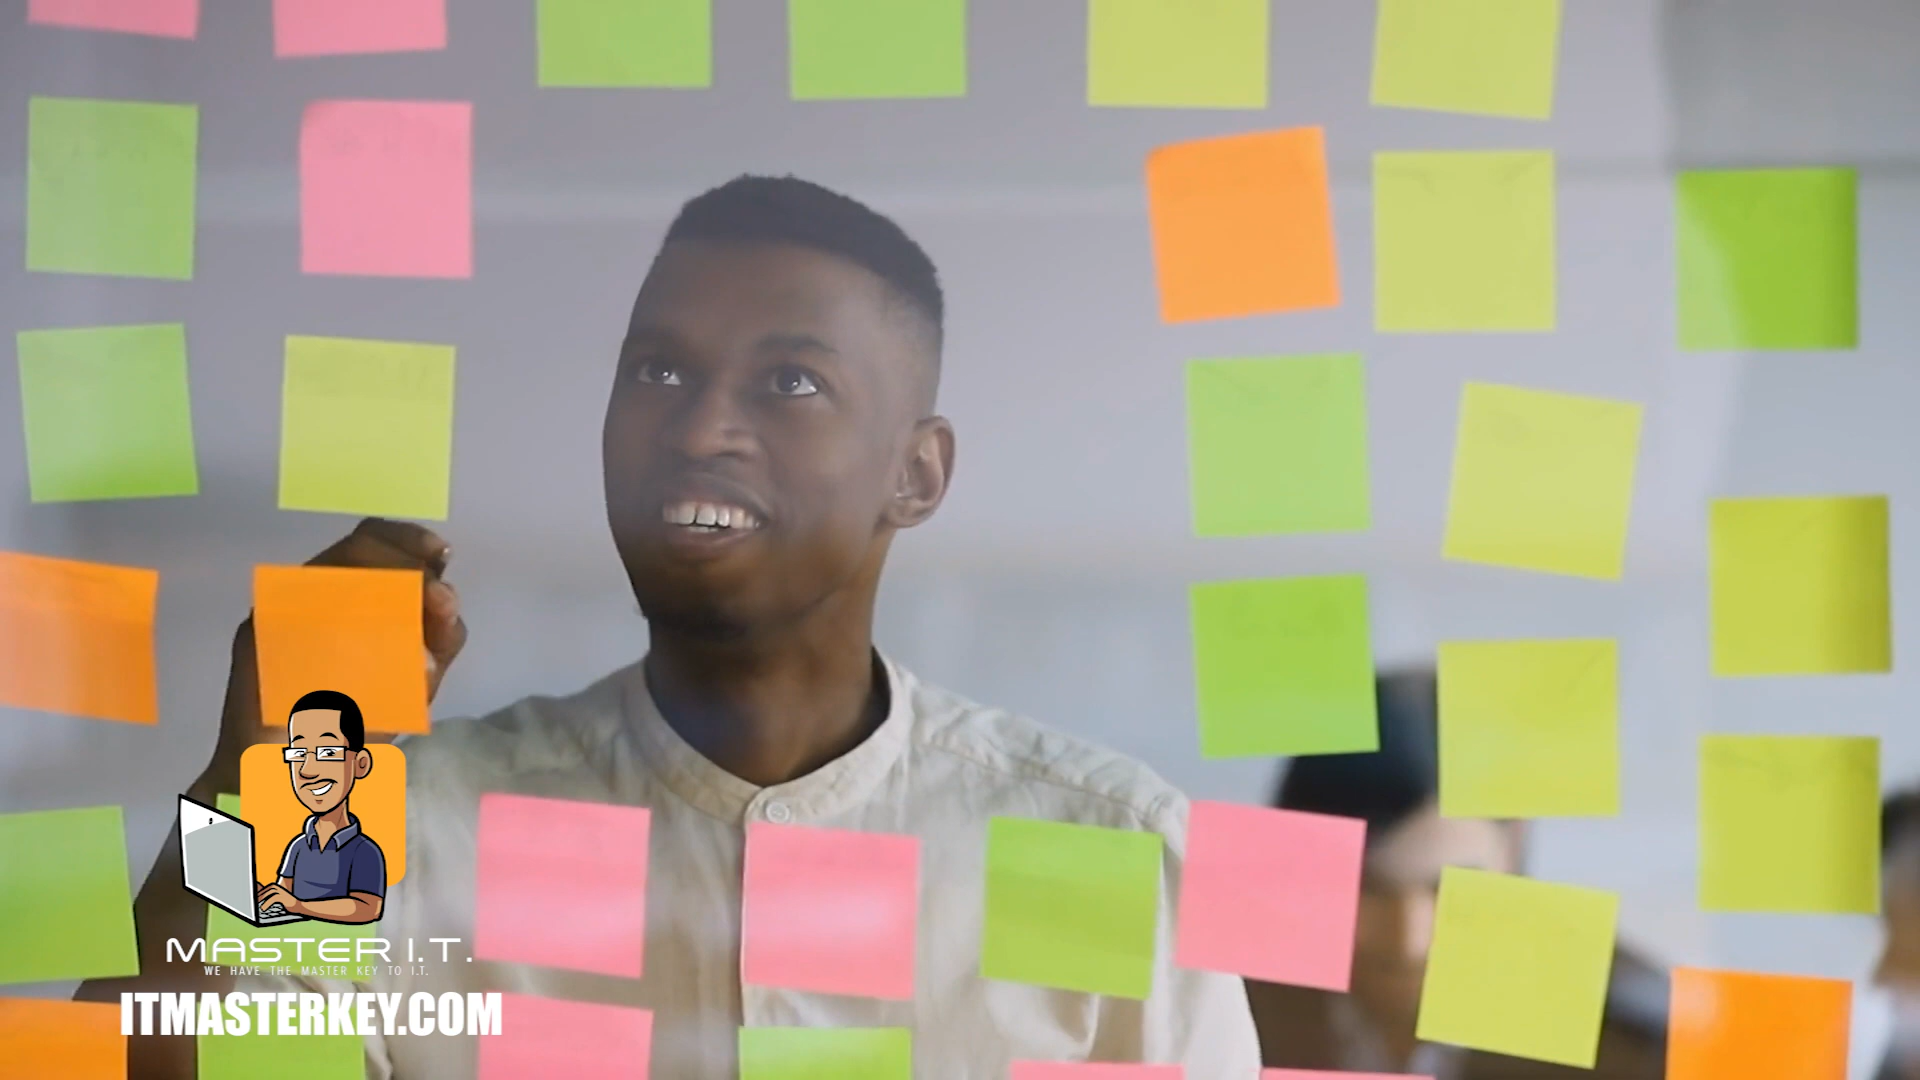 MASTER I.T.
WE HAVE THE MASTER KEY TO I.T.
ITMASTERKEY.COM